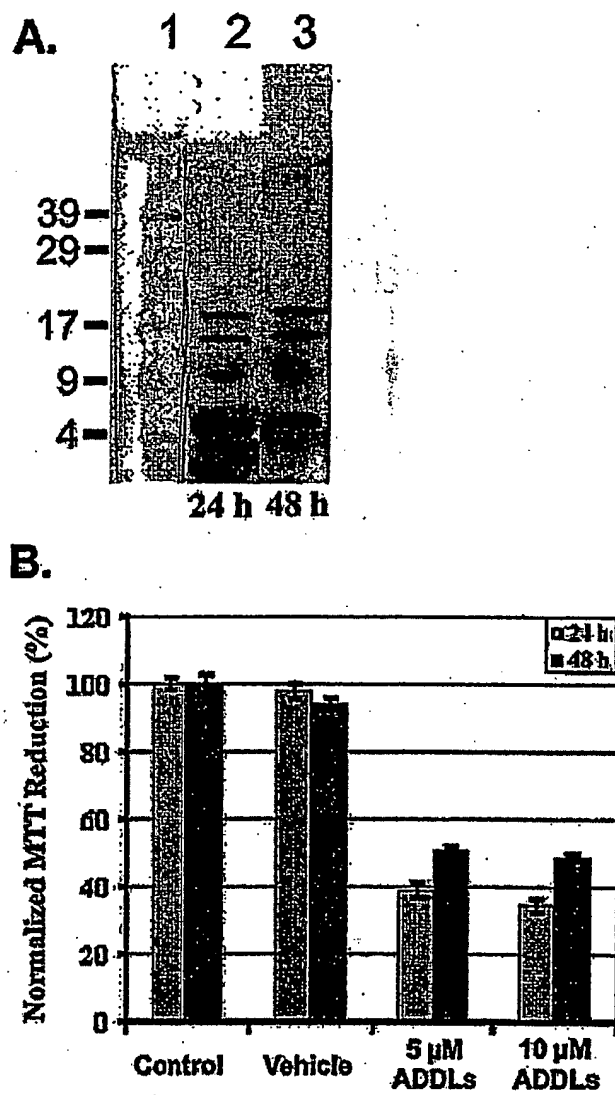 A.
1 2 3
39
29
17
9
4
24 h 48 h
B.
Normalized MTT Reduction (%)
120
100
80
60
40
20
0
24 h
48 h
Control Vehicle 5 µM ADDLs 10 µM ADDLs